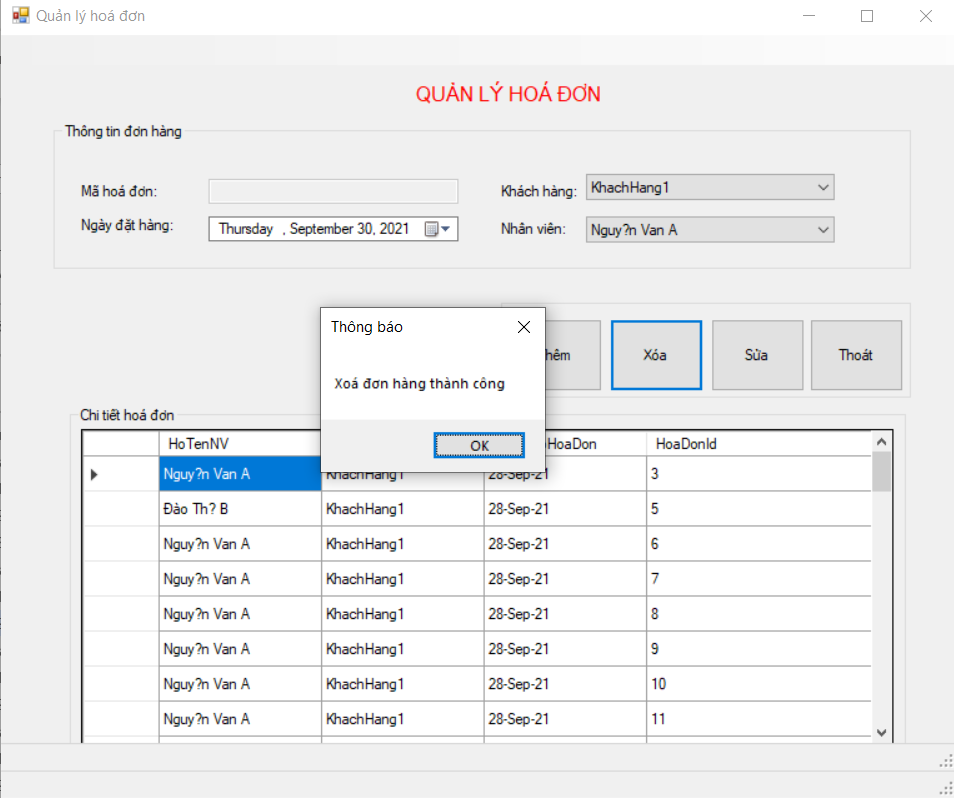 Quản lý hoá đơn
QUẢN LÝ HOÁ ĐƠN
Thông tin đơn hàng
Mã hoá đơn:
Khách hàng: KhachHang1
Ngày đặt hàng: Thursday , September 30, 2021
Nhân viên: Nguy?n Van A
Thông báo
Xoá đơn hàng thành công
OK
hêm Xóa Sửa Thoát
Chi tiết hoá đơn
HoTenNV HoaDon HoaDonId
Nguy?n Van A KhachHang1 28-Sep-21 3
Đào Th? B KhachHang1 28-Sep-21 5
Nguy?n Van A KhachHang1 28-Sep-21 6
Nguy?n Van A KhachHang1 28-Sep-21 7
Nguy?n Van A KhachHang1 28-Sep-21 8
Nguy?n Van A KhachHang1 28-Sep-21 9
Nguy?n Van A KhachHang1 28-Sep-21 10
Nguy?n Van A KhachHang1 28-Sep-21 11